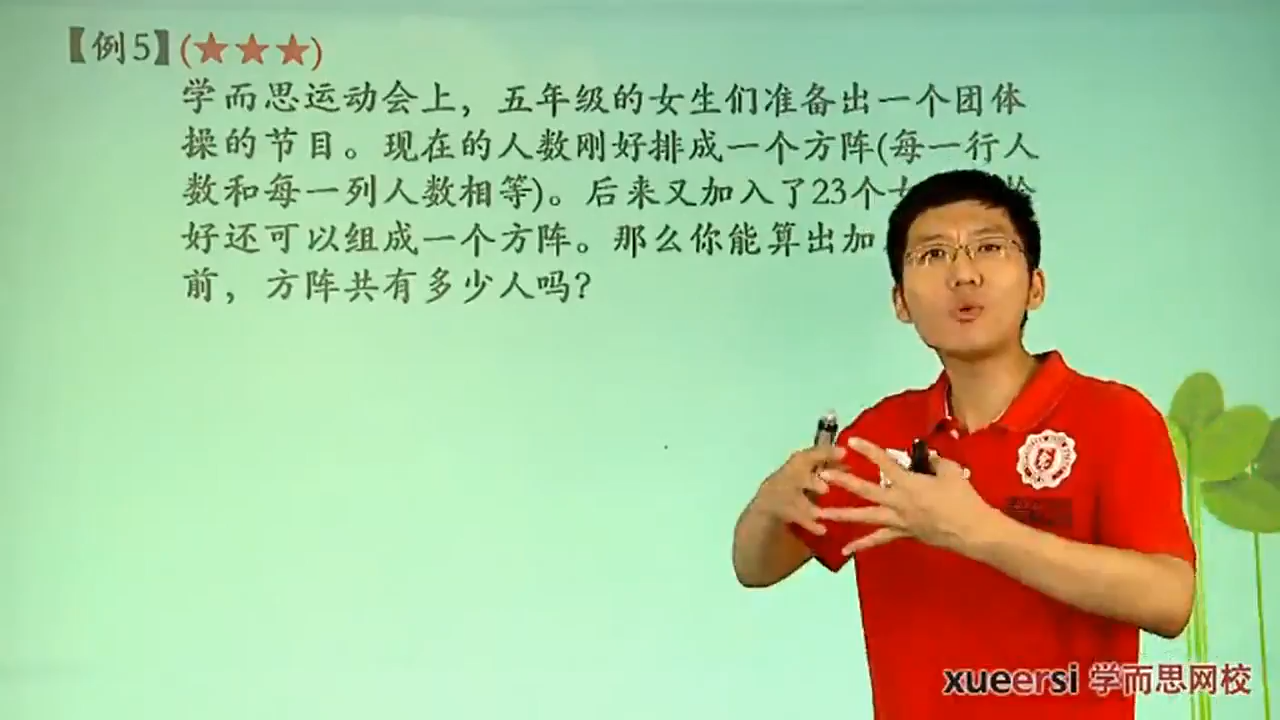 【例5】(★★★)
学而思运动会上，五年级的女生们准备出一个团体
操的节目。现在的人数刚好排成一个方阵(每一行人
数和每一列人数相等)。后来又加入了23个女
好还可以组成一个方阵。那么你能算出加
前，方阵共有多少人吗？
xueersi 学而思网校